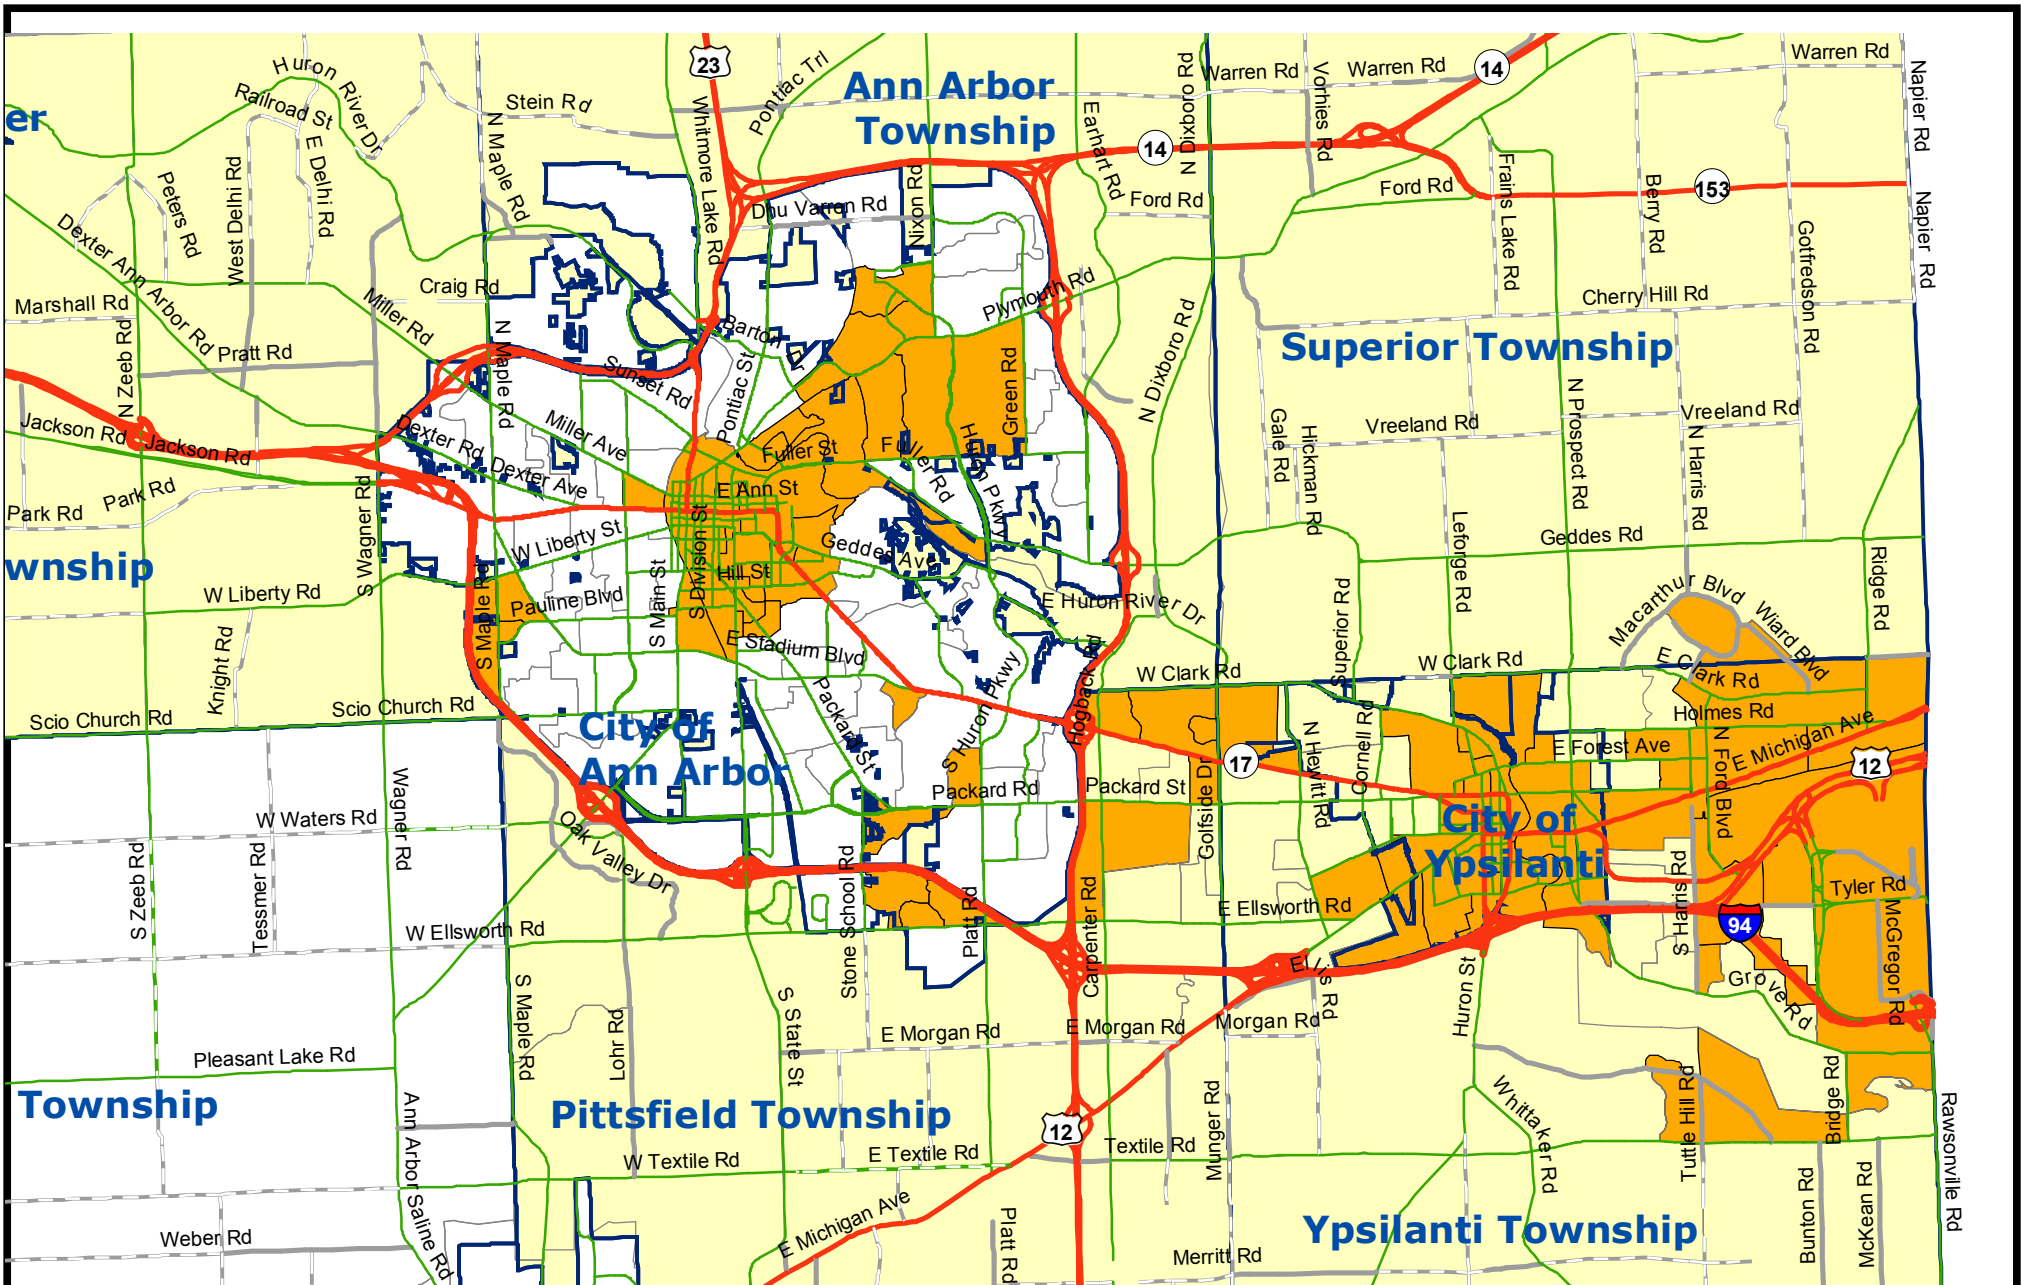 23
Pontiac Trl
Ann Arbor
Township
Warren Rd
Vorhies Rd
Warren Rd
14
Warren Rd
Napier Rd
Huron River Dr
Railroad St
Stein Rd
N Maple Rd
Whitmore Lake Rd
Earhart Rd
N Dixboro Rd
er
E Delhi Rd
West Delhi Rd
Peters Rd
14
Ford Rd
Ford Rd
153
Frains Lake Rd
Berry Rd
Napier Rd
Dhu Varren Rd
Nixon Rd
Gotfredson Rd
Dexter Ann Arbor Rd
Craig Rd
Miller Rd
Marshall Rd
N Zeeb Rd
Pratt Rd
Plymouth Rd
Cherry Hill Rd
Barton Dr
N Dixboro Rd
Superior Township
N Maple Rd
Sunset Rd
Pontiac St
Green Rd
Jackson Rd
Jackson Rd
Dexter Rd
Dexter Ave
Miller Ave
Fuller St
Fuller Rd
Huron Pkwy
Gale Rd
Hickman Rd
Vreeland Rd
N Prospect Rd
N Harris Rd
Vreeland Rd
Park Rd
Park Rd
S Wagner Rd
E Ann St
W Liberty St
S Division St
Geddes Ave
Leforge Rd
Geddes Rd
wnship
W Liberty Rd
Pauline Blvd
S Main St
Hill St
E Huron River Dr
Superior Rd
Macarthur Blvd
Wiard Blvd
Ridge Rd
S Maple Rd
E Stadium Blvd
Hogback Rd
W Clark Rd
W Clark Rd
E Clark Rd
Knight Rd
Scio Church Rd
Scio Church Rd
City of
Ann Arbor
Packard St
S Huron Pkwy
Holmes Rd
E Forest Ave
N Ford Blvd
E Michigan Ave
12
17
N Hewitt Rd
Cornell Rd
Golfside Dr
Packard Rd
Packard St
City of
Ypsilanti
Wagner Rd
W Waters Rd
Oak Valley Dr
S Zeeb Rd
Tessmer Rd
Stone School Rd
Platt Rd
Carpenter Rd
E Ellsworth Rd
S Harris Rd
Tyler Rd
McGregor Rd
94
W Ellsworth Rd
Ellis Rd
Huron St
Grove Rd
S Maple Rd
Lohr Rd
S State St
E Morgan Rd
E Morgan Rd
Morgan Rd
Pleasant Lake Rd
Township
Ann Arbor Saline Rd
Pittsfield Township
12
Munger Rd
Whittaker Rd
Tuttle Hill Rd
Bridge Rd
Rawsonville Rd
W Textile Rd
E Textile Rd
Textile Rd
Weber Rd
E Michigan Ave
Platt Rd
Merritt Rd
Ypsilanti Township
Bunton Rd
McKean Rd